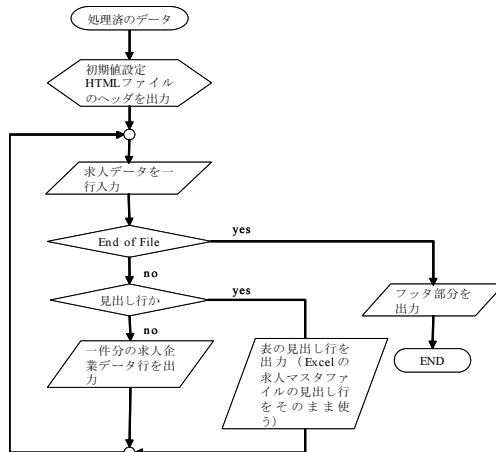 処理済のデータ
初期値設定
HTMLファイル
のヘッダを出力
求人データを一
行入力
End of File
yes
no
見出し行か
yes
no
フッタ部分を
出力
一件分の求人企
業データ行を出
力
表の見出し行を
出力（Excelの
求人マスタファ
イルの見出し行
をそのまま使
う）
END